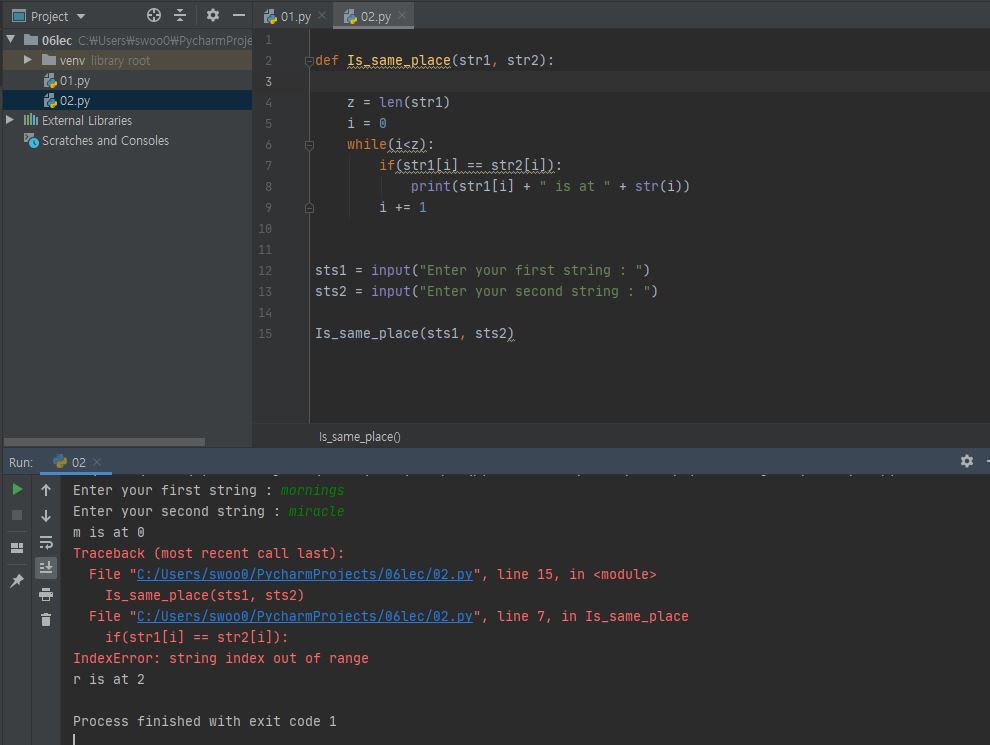 Project
01.py
02.py
06lec C:₩Users₩swoo0₩PycharmProje
venv library root
01.py
02.py
External Libraries
Scratches and Consoles
1
2 def Is_same_place(str1, str2):
3
4 z = len(str1)
5 i = 0
6 while(i<z):
7 if(str1[i] == str2[i]):
8 print(str1[i] + " is at " + str(i))
9 i += 1
10
11
12 sts1 = input("Enter your first string : ")
13 sts2 = input("Enter your second string : ")
14
15 Is_same_place(sts1, sts2)
Is_same_place()
Run: 02
Enter your first string : mornings
Enter your second string : miracle
m is at 0
Traceback (most recent call last):
File "C:/Users/swoo0/PycharmProjects/06lec/02.py", line 15, in <module>
Is_same_place(sts1, sts2)
File "C:/Users/swoo0/PycharmProjects/06lec/02.py", line 7, in Is_same_place
if(str1[i] == str2[i]):
IndexError: string index out of range
r is at 2
Process finished with exit code 1